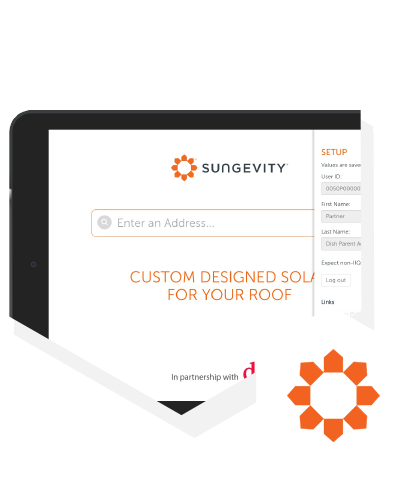 SUNGEVITY
Enter an Address...
CUSTOM DESIGNED SOLA
FOR YOUR ROOF
In partnership with d
SETUP
Values are save
User ID:
005OP00000
First Name:
Partner
Last Name:
Dish Parent A
Expect non-IIQ
Log out
Links